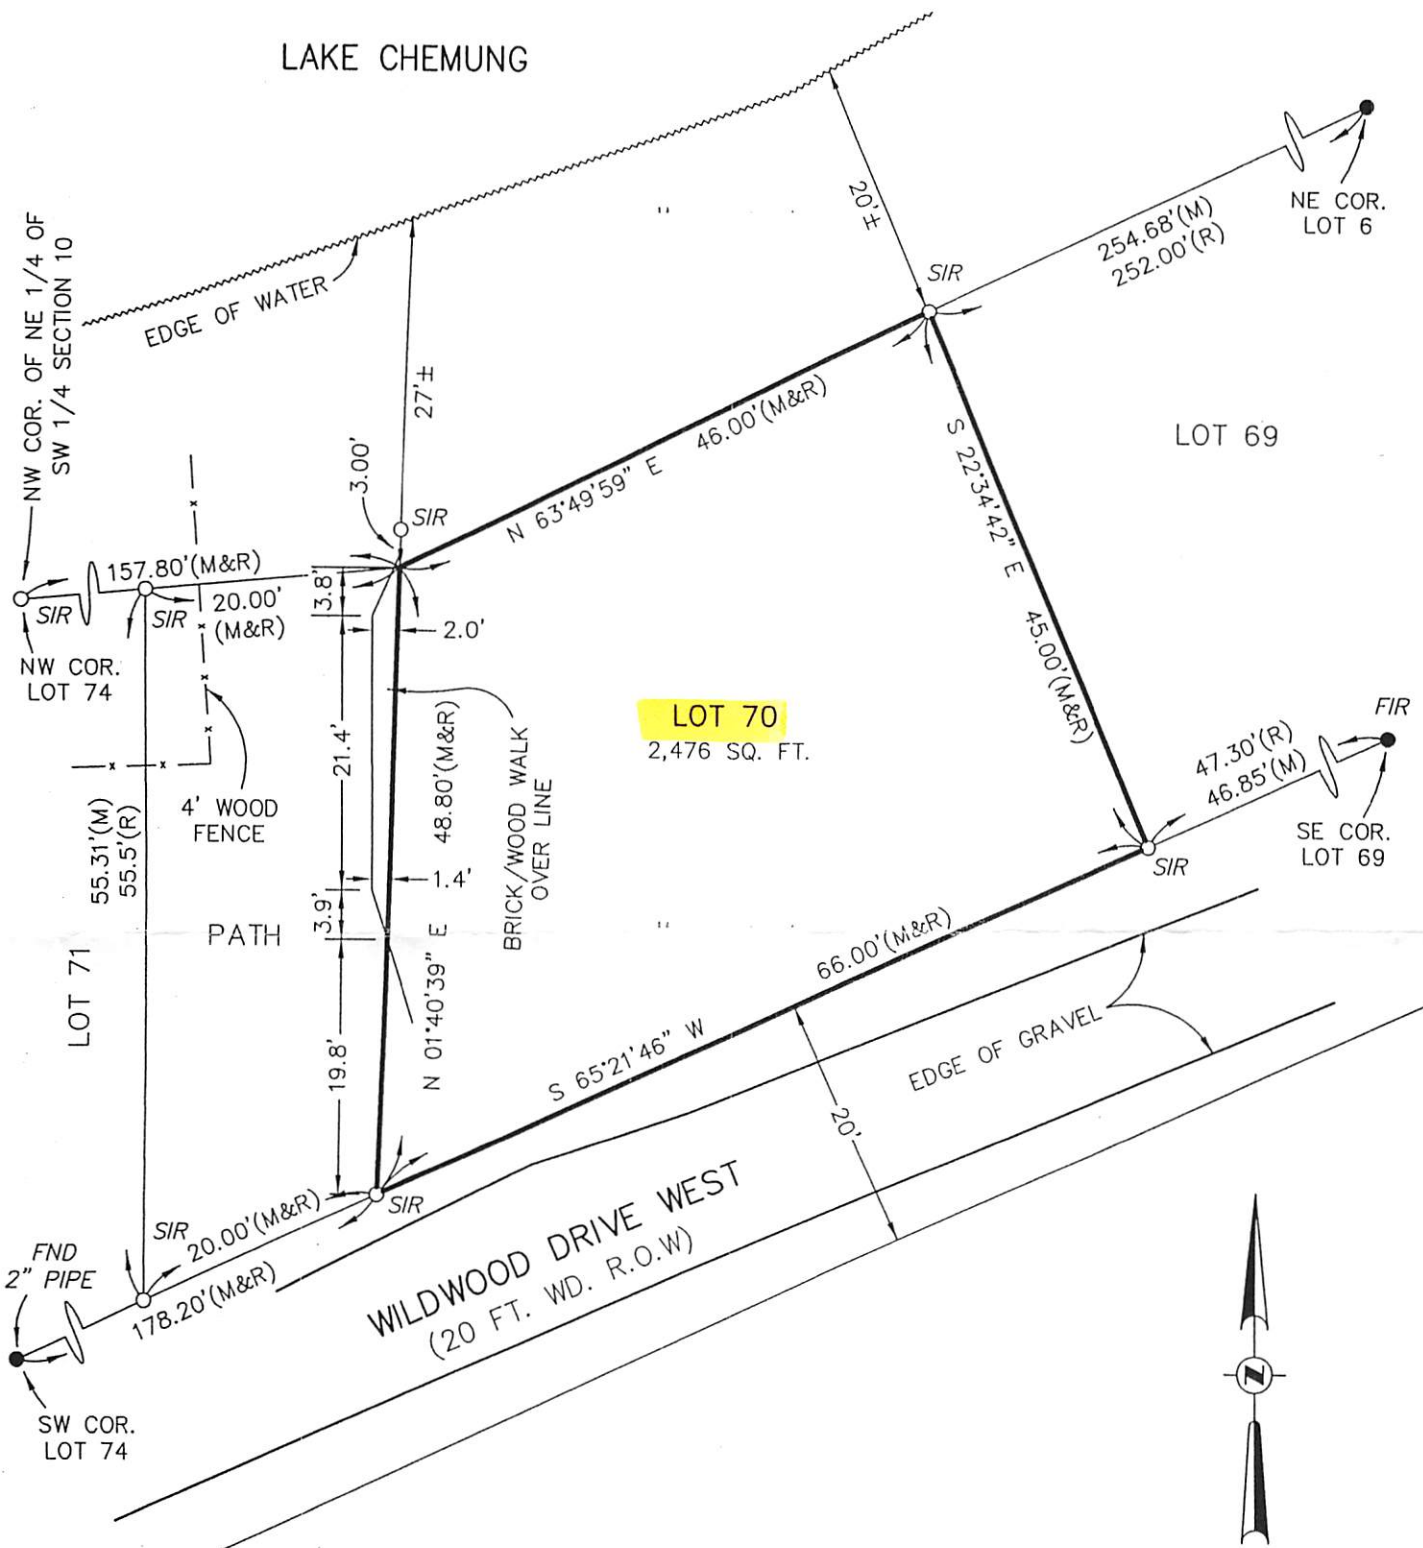 LAKE CHEMUNG
NE COR.
LOT 6
254.68'(M)
252.00'(R)
20'±
SIR
NW COR. OF NE 1/4 OF
SW 1/4 SECTION 10
EDGE OF WATER
27'±
3.00'
SIR
N 63°49'59" E
46.00'(M&R)
LOT 69
S 22°34'42" E
45.00'(M&R)
157.80'(M&R)
SIR
SIR
20.00'
(M&R)
NW COR.
LOT 74
3.8'
2.0'
21.4'
48.80'(M&R)
BRICK/WOOD WALK
OVER LINE
LOT 70
2,476 SQ. FT.
FIR
47.30'(R)
46.85'(M)
SE COR.
LOT 69
SIR
4' WOOD
FENCE
55.31'(M)
55.5'(R)
1.4'
3.9'
PATH
LOT 71
N 01°40'39" E
19.8'
66.00'(M&R)
S 65°21'46" W
EDGE OF GRAVEL
20'
SIR
SIR
20.00'(M&R)
178.20'(M&R)
FND
2" PIPE
SW COR.
LOT 74
WILDWOOD DRIVE WEST
(20 FT. WD. R.O.W)
N